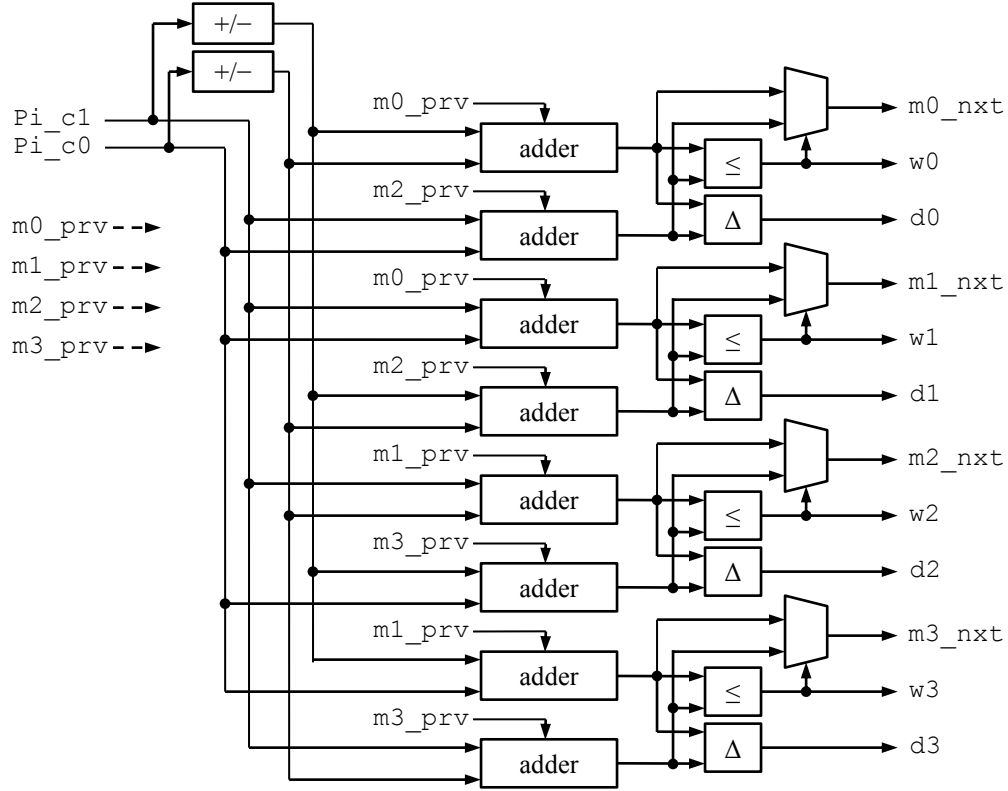 +/−
+/−
Pi_c1
Pi_c0
m0_prv
m1_prv
m2_prv
m3_prv
m0_prv
adder
m2_prv
adder
m0_nxt
≤
w0
Δ
d0
m0_prv
adder
m2_prv
adder
m1_nxt
≤
w1
Δ
d1
m1_prv
adder
m3_prv
adder
m2_nxt
≤
w2
Δ
d2
m1_prv
adder
m3_prv
adder
m3_nxt
≤
w3
Δ
d3